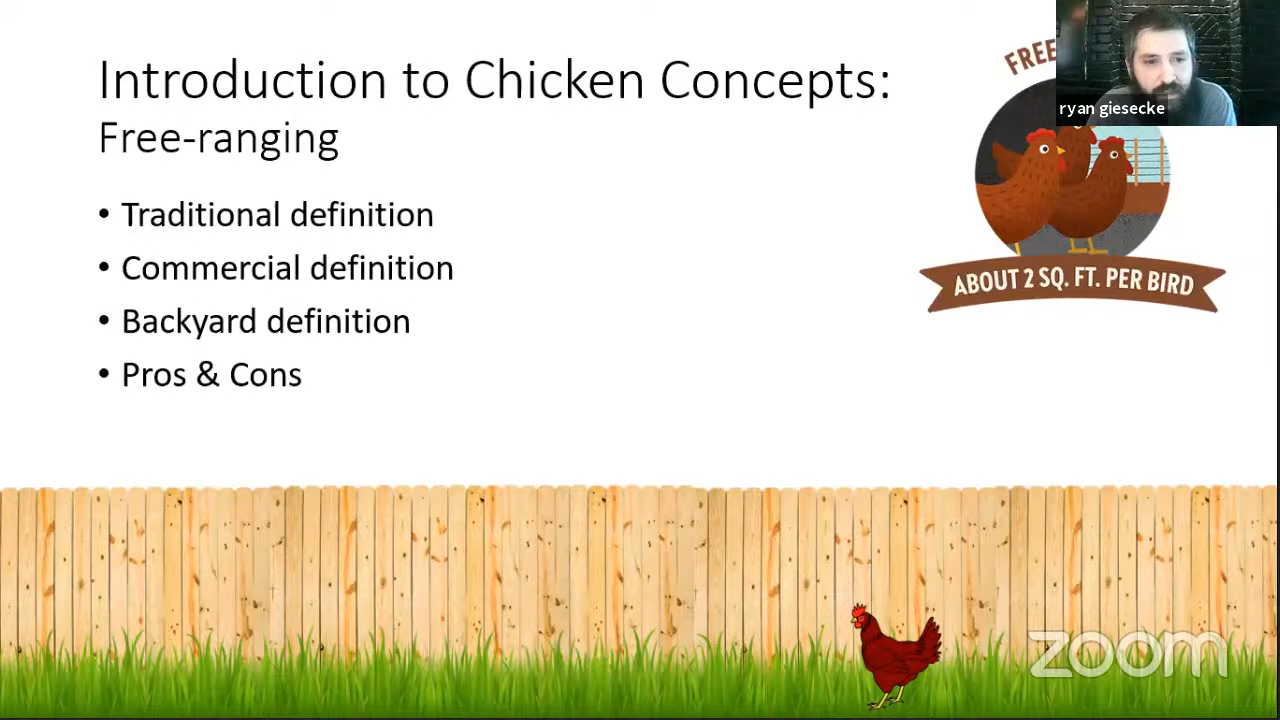 Introduction to Chicken Concepts:
Free-ranging
• Traditional definition
• Commercial definition
• Backyard definition
• Pros & Cons
FREE
ryan giesecke
ABOUT 2 SQ. FT. PER BIRD
zoom